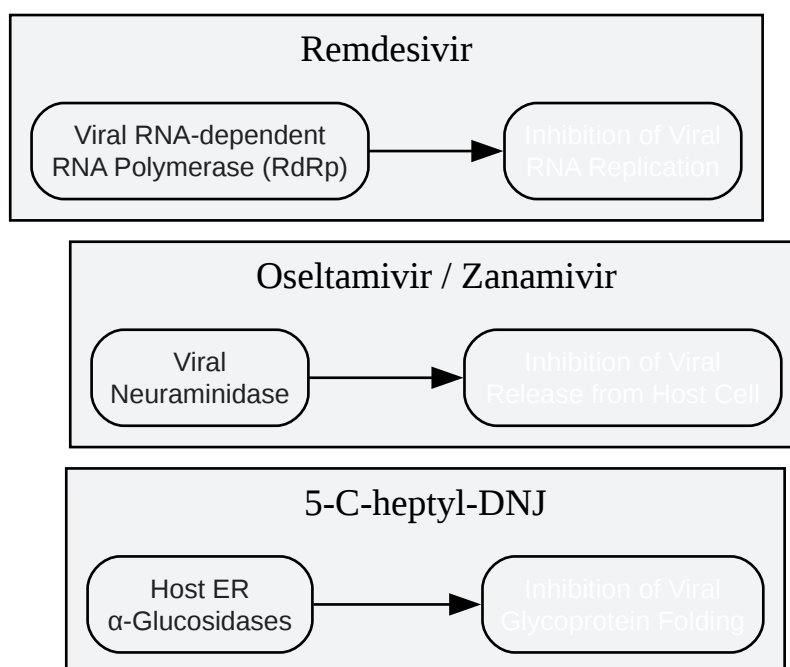 Remdesivir
Viral RNA-dependent
RNA Polymerase (RdRp)
Inhibition of Viral
RNA Replication
Oseltamivir / Zanamivir
Viral
Neuraminidase
Inhibition of Viral
Release from Host Cell
5-C-heptyl-DNJ
Host ER
α-Glucosidases
Inhibition of Viral
Glycoprotein Folding